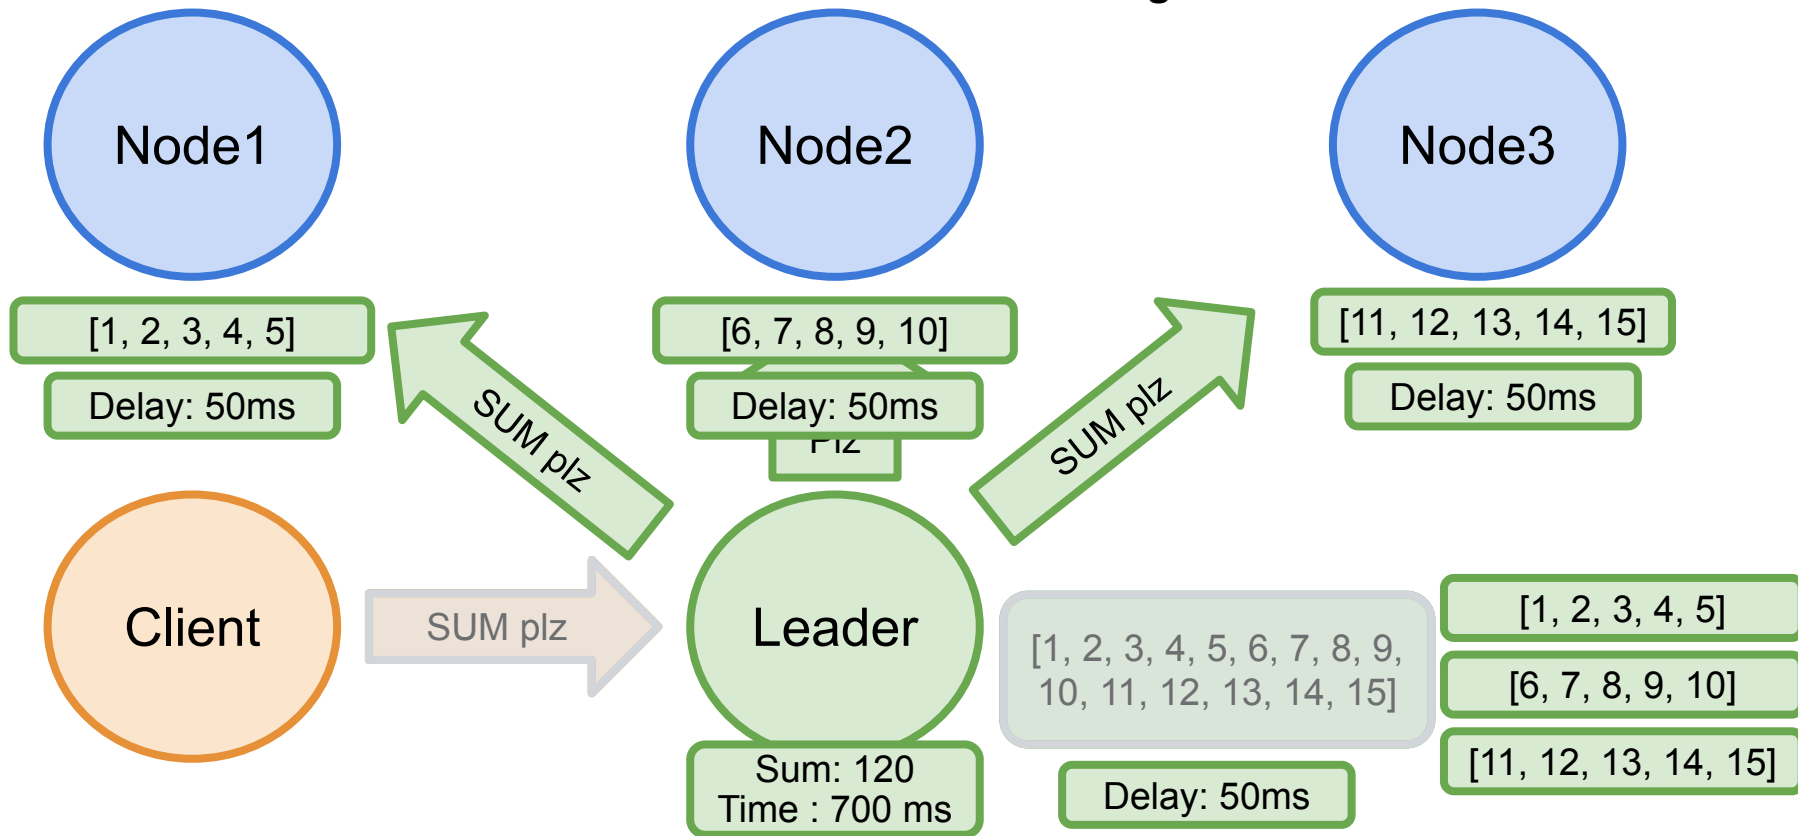 Node1
Node2
Node3
[1, 2, 3, 4, 5]
[6, 7, 8, 9, 10]
[11, 12, 13, 14, 15]
Delay: 50ms
Delay: 50ms
Delay: 50ms
SUM plz
Plz
SUM plz
Client
SUM plz
Leader
[1, 2, 3, 4, 5, 6, 7, 8, 9,
10, 11, 12, 13, 14, 15]
[1, 2, 3, 4, 5]
[6, 7, 8, 9, 10]
[11, 12, 13, 14, 15]
Sum: 120
Time : 700 ms
Delay: 50ms